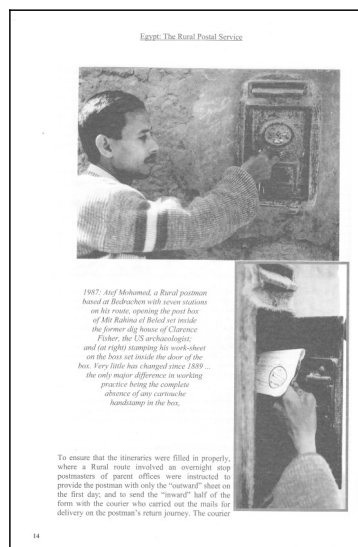 Egypt: The Rural Postal Service
1987: Atef Mohamed, a Rural postman
based at Bedrachen with seven stations
on his route, opening the post box
of Mit Rahina el Beled set inside
the former dig house of Clarence
Fisher, the US archaeologist;
and (at right) stamping his work-sheet
on the boss set inside the door of the
box. Very little has changed since 1889 ...
the only major difference in working
practice being the complete
absence of any cartouche
handstamp in the box,
To ensure that the itineraries were filled in properly,
where a Rural route involved an overnight stop
postmasters of parent offices were instructed to
provide the postman with only the "outward" sheet on
the first day; and to send the "inward" half of the
form with the courier who carried out the mails for
delivery on the postman's return journey. The courier
14